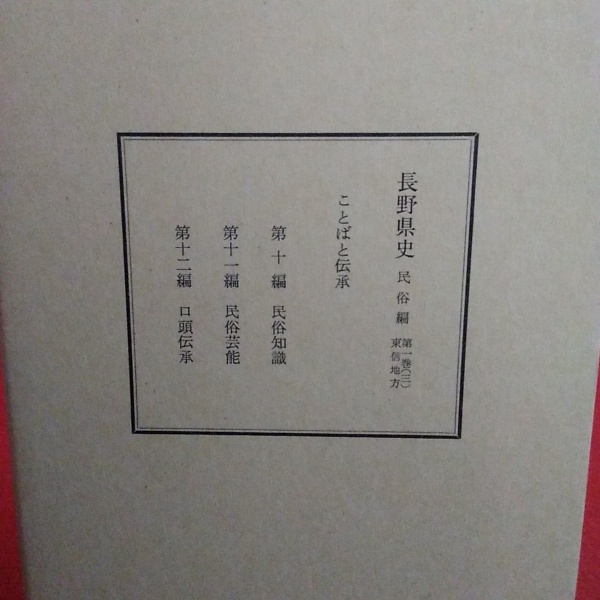 長野県史 民俗編 第一巻(三)
東信地方
ことばと伝承
第十編 民俗知識
第十一編 民俗芸能
第十二編 口頭伝承